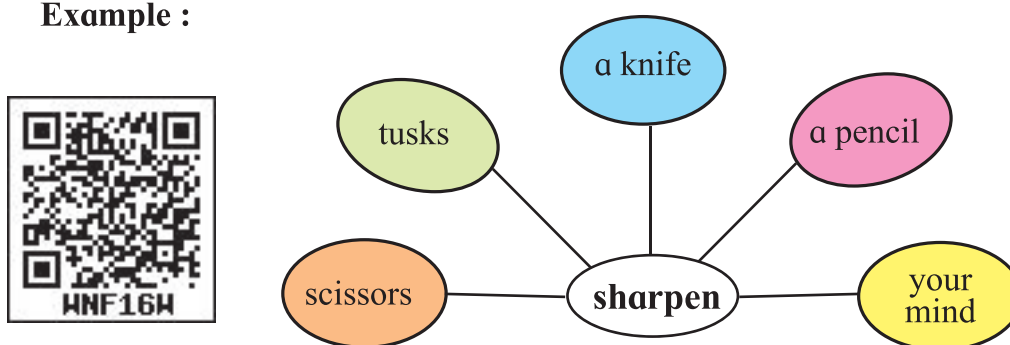 Example :
a knife
tusks
a pencil
scissors
sharpen
your
mind
WNF16W